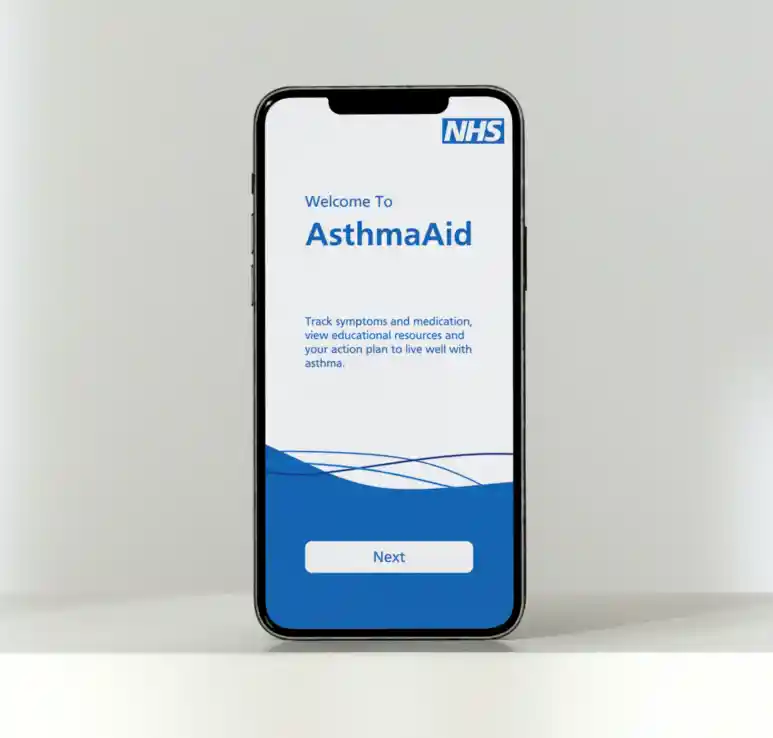 NHS
Welcome To
AsthmaAid
Track symptoms and medication,
view educational resources and
your action plan to live well with
asthma.
Next